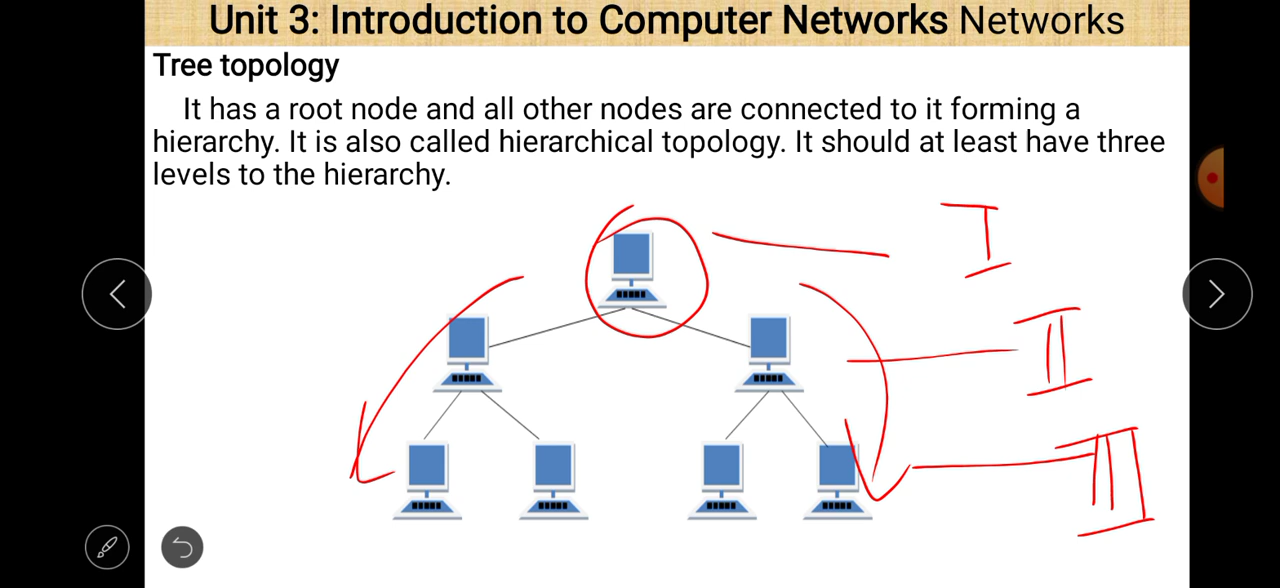 Unit 3: Introduction to Computer Networks Networks
Tree topology
It has a root node and all other nodes are connected to it forming a
hierarchy. It is also called hierarchical topology. It should at least have three
levels to the hierarchy.
I
II
III